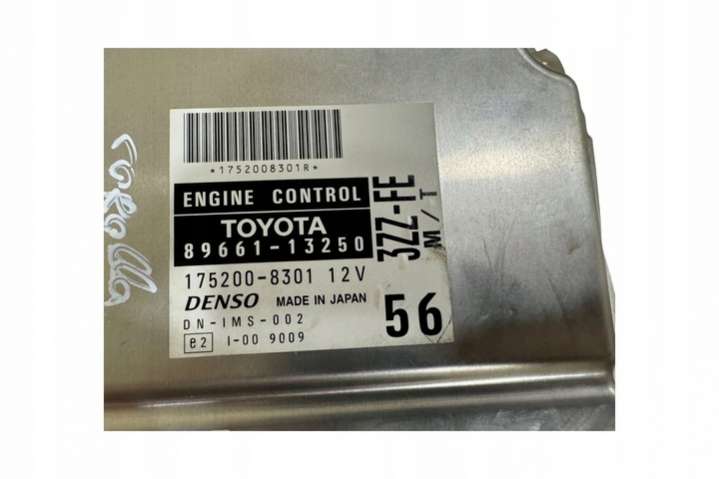 *1752008301R*
ENGINE CONTROL
TOYOTA
89661-13250
3ZZ-FE
M/T
175200-8301 12V
DENSO MADE IN JAPAN
DN-IMS-002
56
e2 I-00 9009
corolla